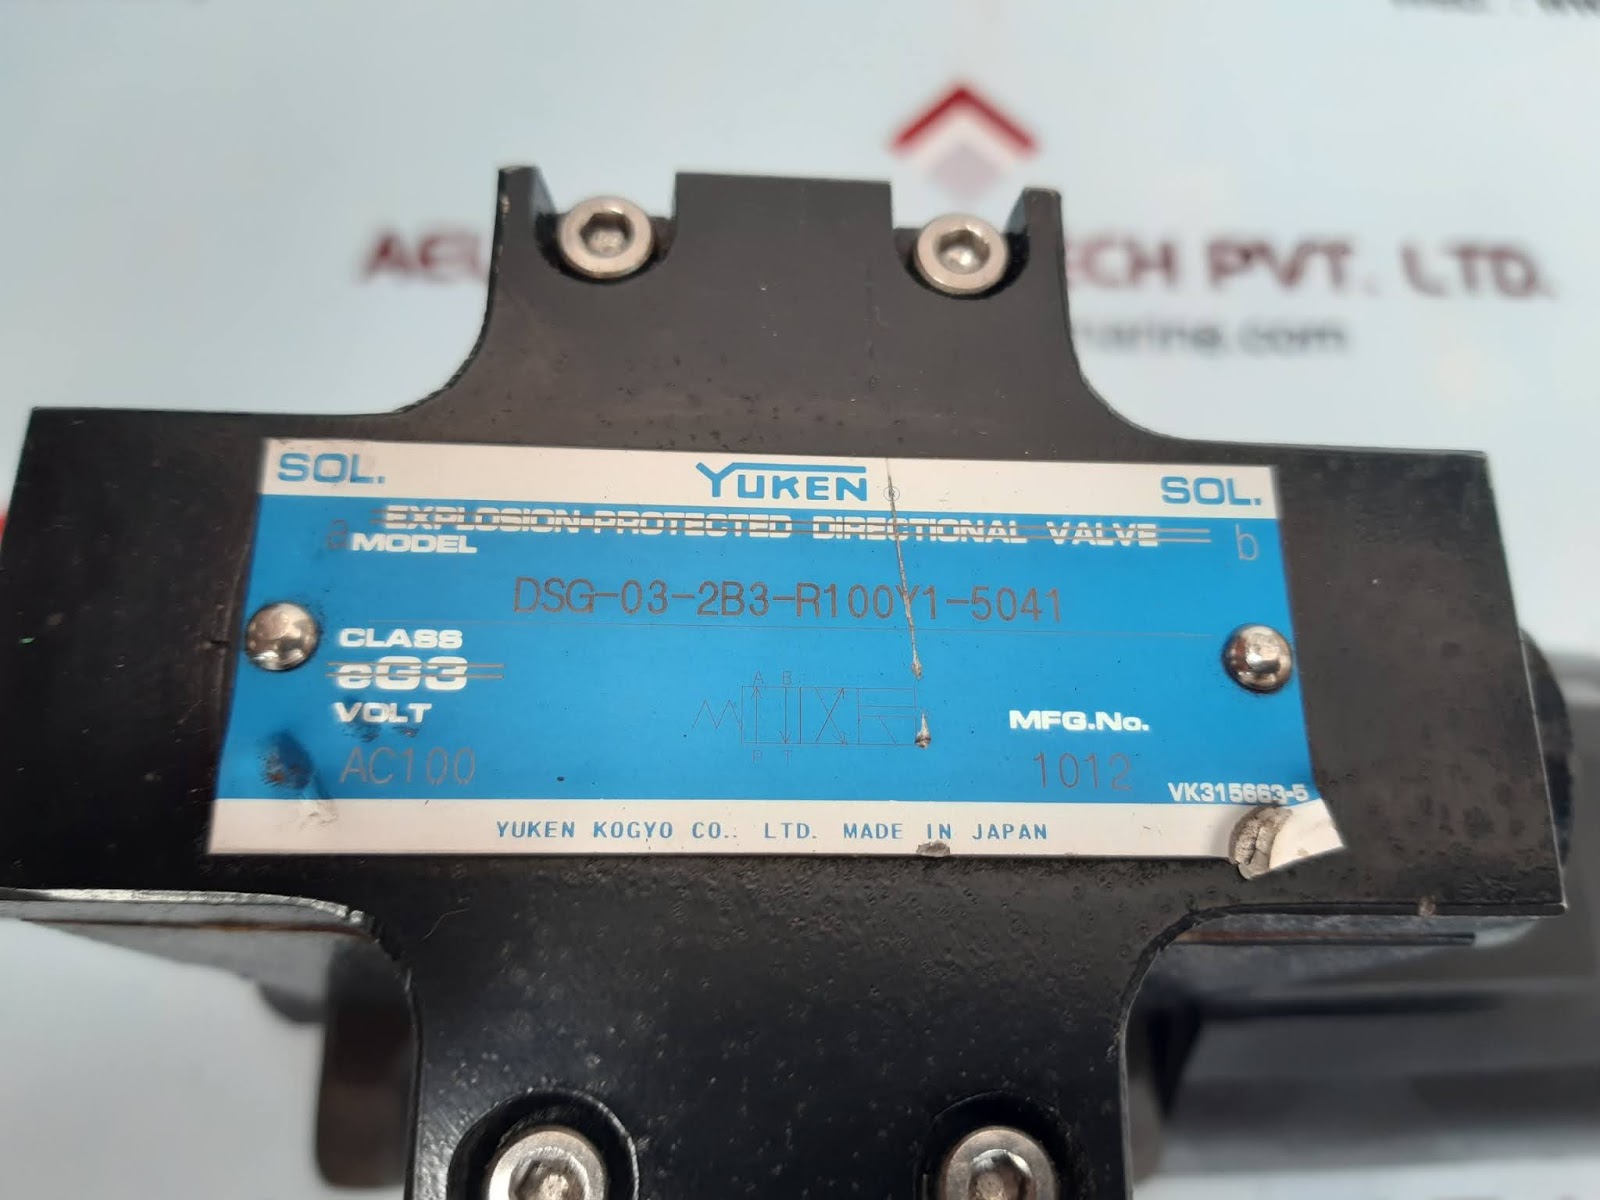 PVT. LTD.
SOL. YUKEN ® SOL.
EXPLOSION-PROTECTED DIRECTIONAL VALVE
a MODEL b
DSG-03-2B3-R100Y1-5041
CLASS
eG3
A B
VOLT MFG.No.
P T
AC100 1012
VK315663-5
YUKEN KOGYO CO., LTD. MADE IN JAPAN